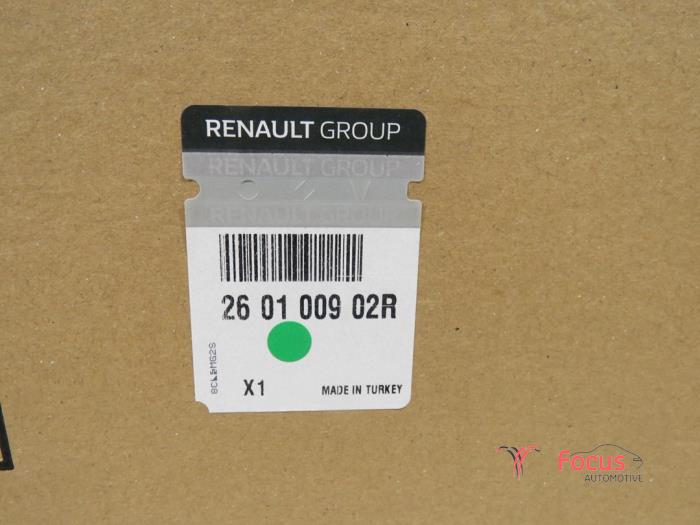 RENAULT GROUP
RENAULT GROUP
RENAULT GROUP
26 01 009 02R
X1
MADE IN TURKEY
Focus
AUTOMOTIVE